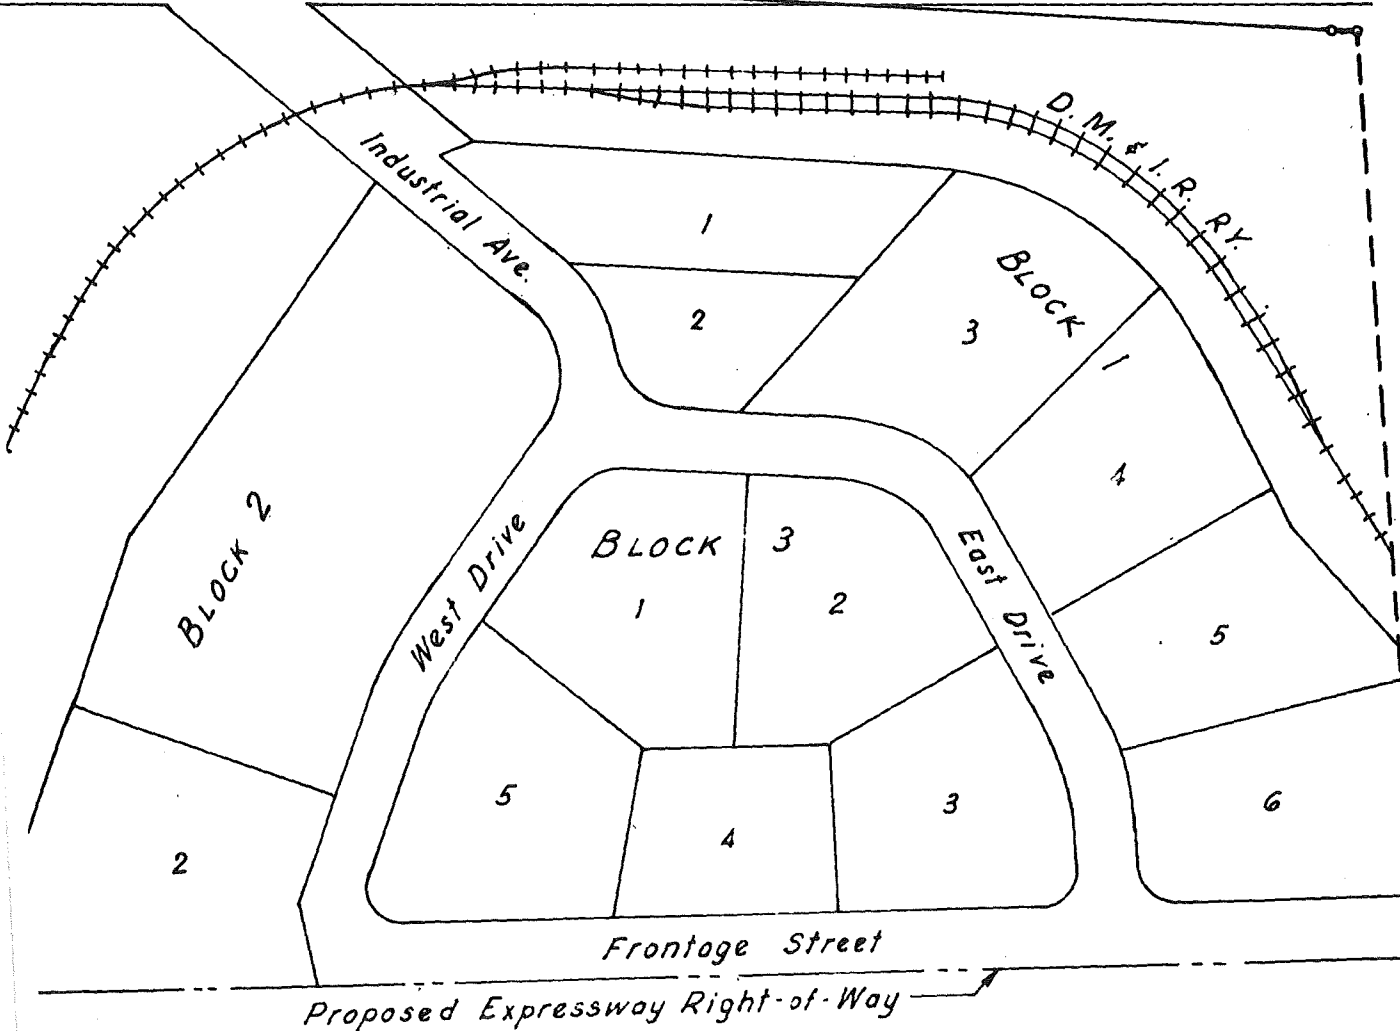 D. M. & I. R. RY.
Industrial Ave.
1
2
3
BLOCK 1
4
5
6
BLOCK 2
2
West Drive
BLOCK 3
1
2
East Drive
5
4
3
Frontage Street
Proposed Expressway Right-of-Way